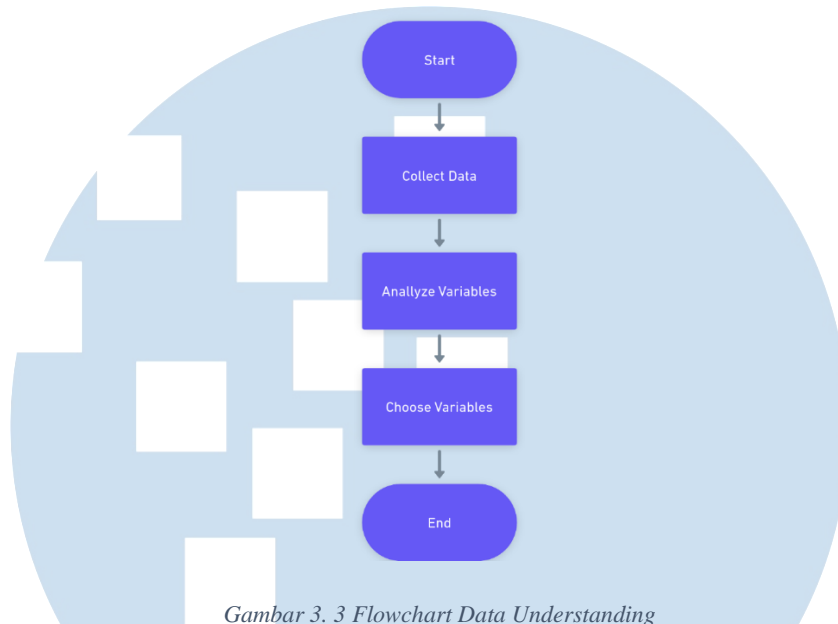 Start
Collect Data
Anallyze Variables
Choose Variables
End
Gambar 3. 3 Flowchart Data Understanding